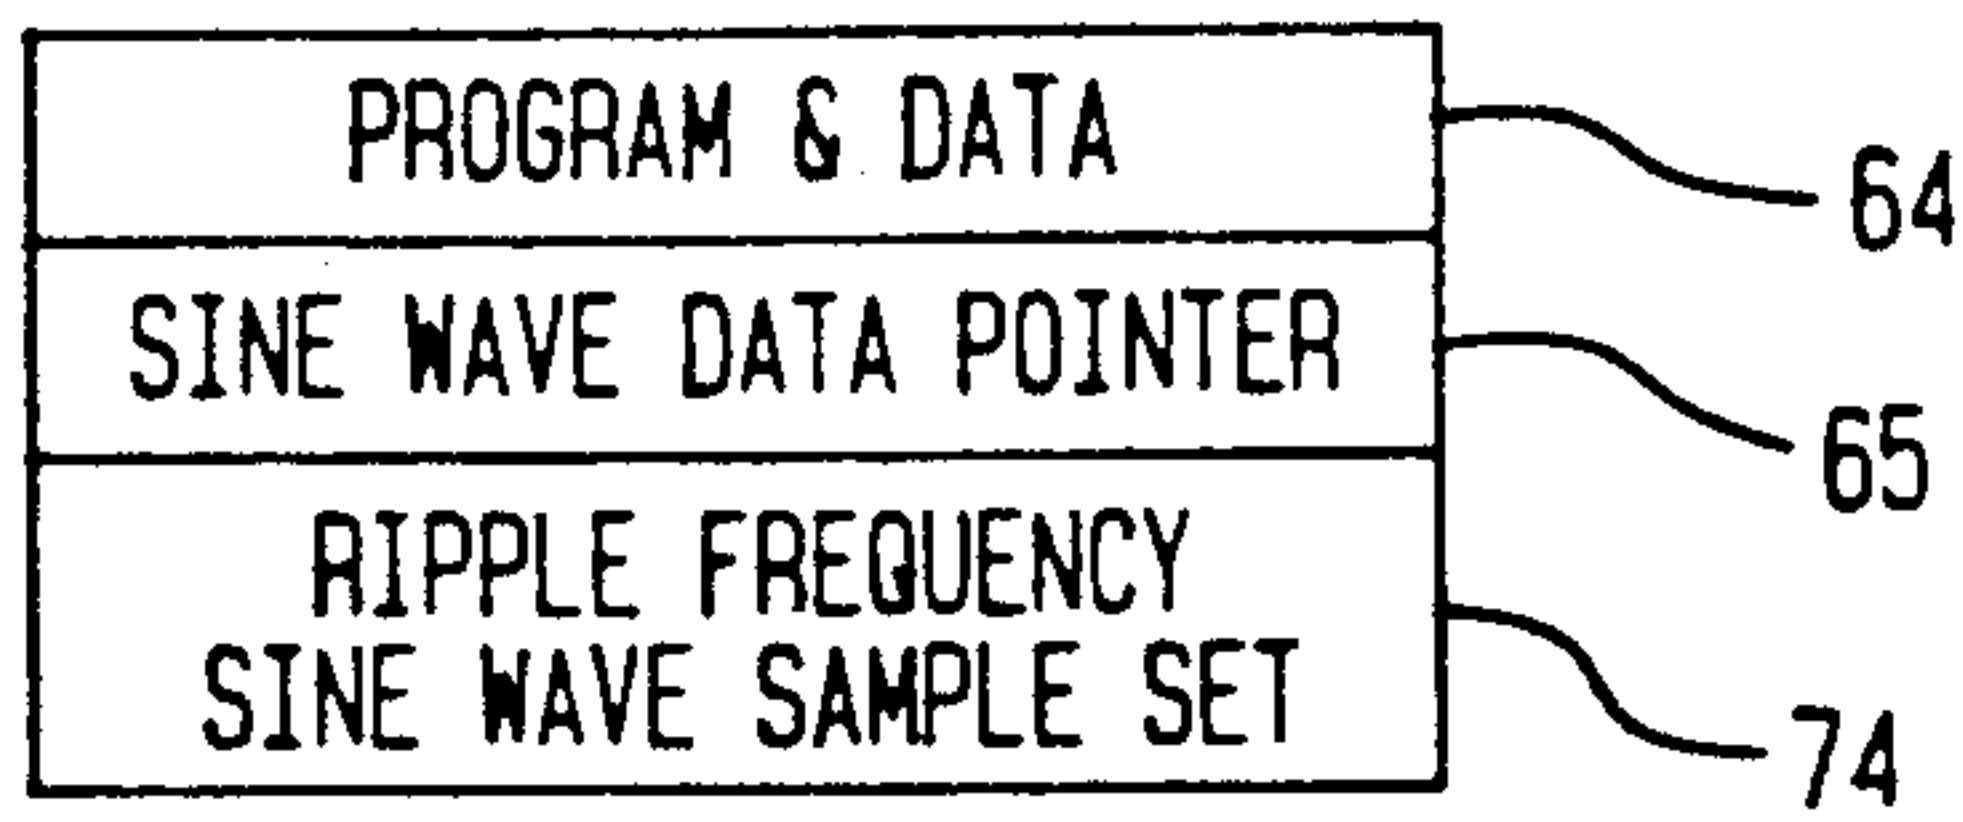 PROGRAM & DATA
64
SINE WAVE DATA POINTER
65
RIPPLE FREQUENCY
SINE WAVE SAMPLE SET
74